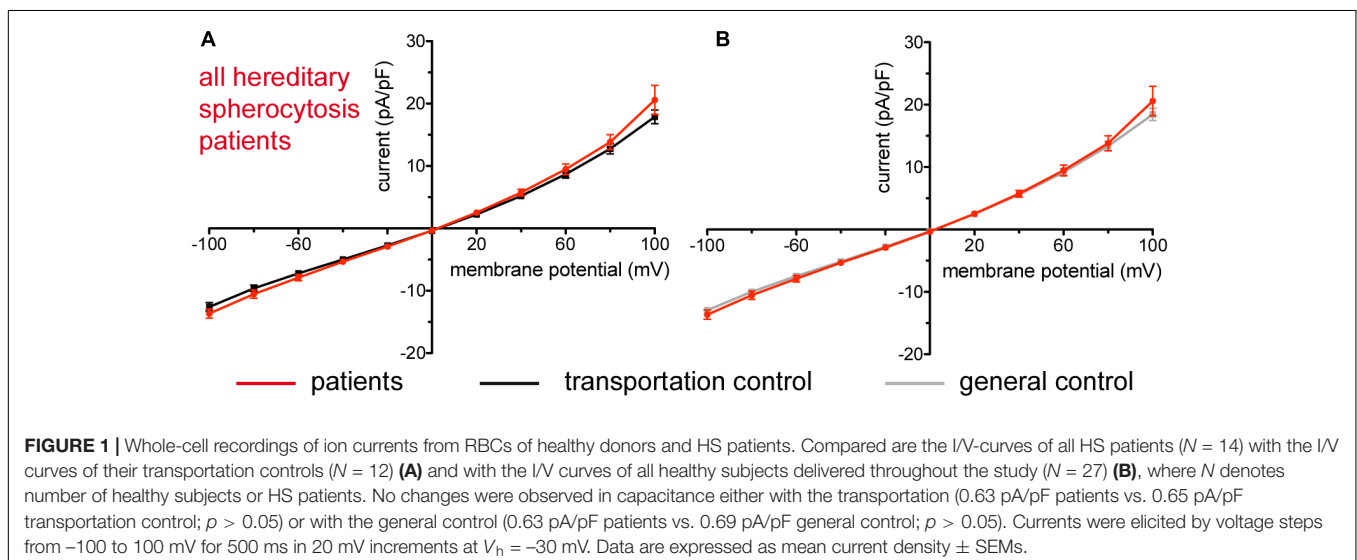 A
all hereditary
spherocytosis
patients
current (pA/pF)
30
20
10
-10
-20
-100
-60
20
60
100
membrane potential (mV)
B
current (pA/pF)
30
20
10
-10
-20
-100
-60
20
60
100
membrane potential (mV)
patients
transportation control
general control
FIGURE 1 | Whole-cell recordings of ion currents from RBCs of healthy donors and HS patients. Compared are the I/V-curves of all HS patients (N = 14) with the I/V
curves of their transportation controls (N = 12) (A) and with the I/V curves of all healthy subjects delivered throughout the study (N = 27) (B), where N denotes
number of healthy subjects or HS patients. No changes were observed in capacitance either with the transportation (0.63 pA/pF patients vs. 0.65 pA/pF
transportation control; p > 0.05) or with the general control (0.63 pA/pF patients vs. 0.69 pA/pF general control; p > 0.05). Currents were elicited by voltage steps
from –100 to 100 mV for 500 ms in 20 mV increments at Vh = –30 mV. Data are expressed as mean current density ± SEMs.